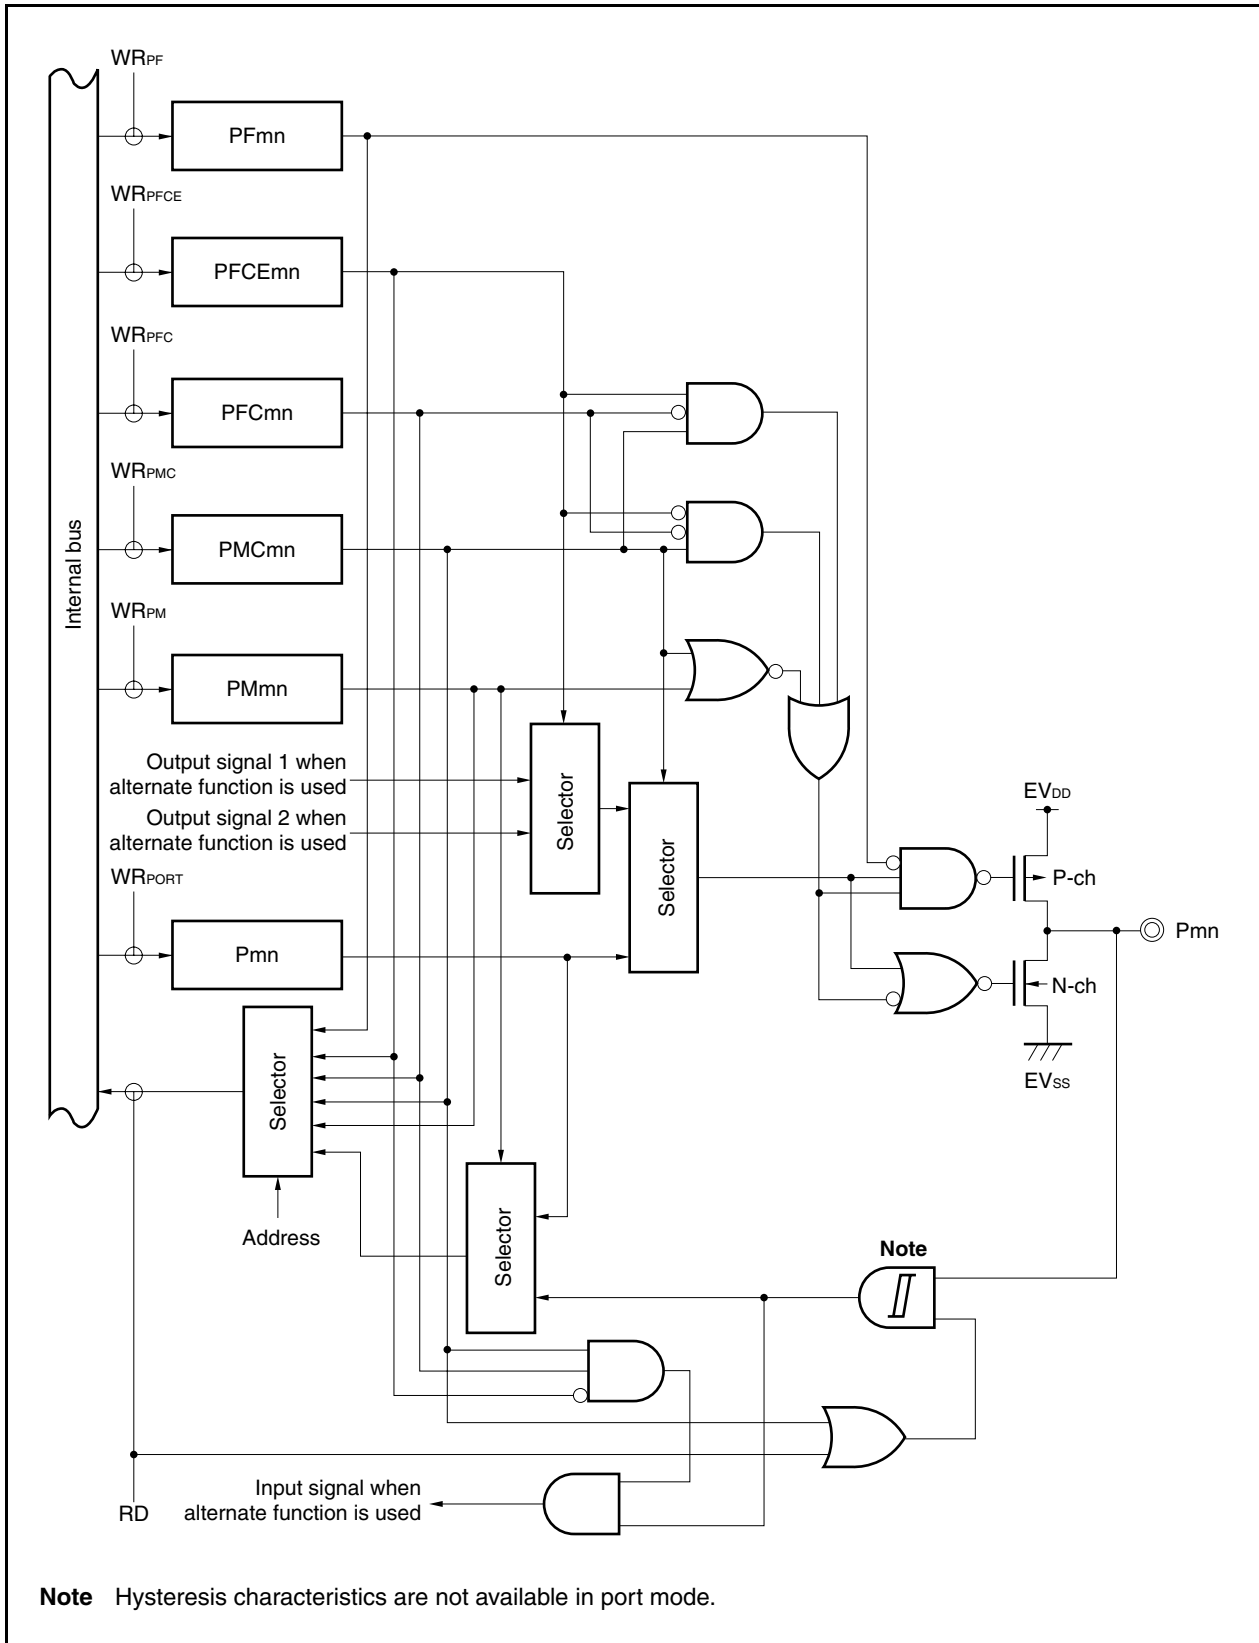 WRPF
PFmn
WRPFCE
PFCEmn
WRPFC
PFCmn
WRPMC
PMCmn
Internal bus
WRPM
PMmn
Output signal 1 when
alternate function is used
Output signal 2 when
alternate function is used
Selector
Selector
EVDD
P-ch
WRPORT
Pmn
Pmn
N-ch
EVSS
Selector
Address
Selector
Note
Input signal when
alternate function is used
RD
Note Hysteresis characteristics are not available in port mode.